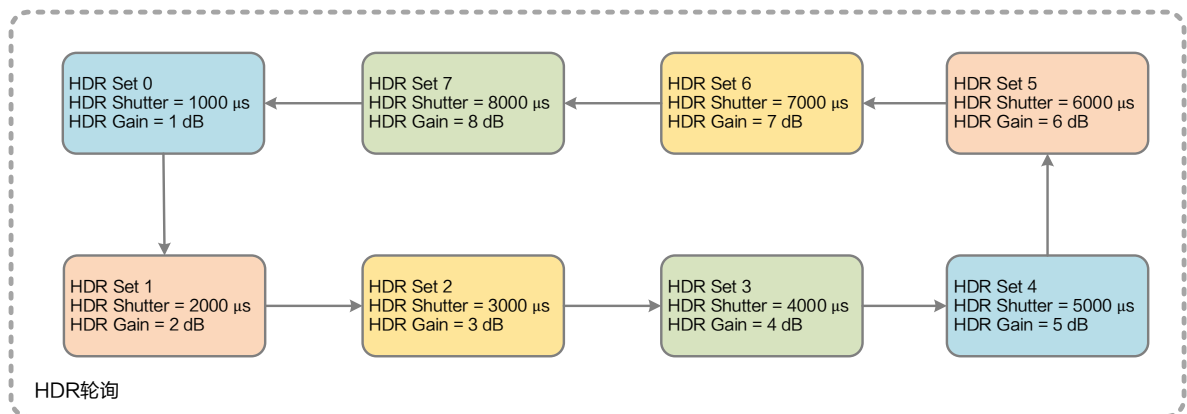 HDR Set 0
HDR Shutter = 1000 μs
HDR Gain = 1 dB
HDR Set 7
HDR Shutter = 8000 μs
HDR Gain = 8 dB
HDR Set 6
HDR Shutter = 7000 μs
HDR Gain = 7 dB
HDR Set 5
HDR Shutter = 6000 μs
HDR Gain = 6 dB
HDR Set 1
HDR Shutter = 2000 μs
HDR Gain = 2 dB
HDR Set 2
HDR Shutter = 3000 μs
HDR Gain = 3 dB
HDR Set 3
HDR Shutter = 4000 μs
HDR Gain = 4 dB
HDR Set 4
HDR Shutter = 5000 μs
HDR Gain = 5 dB
HDR轮询